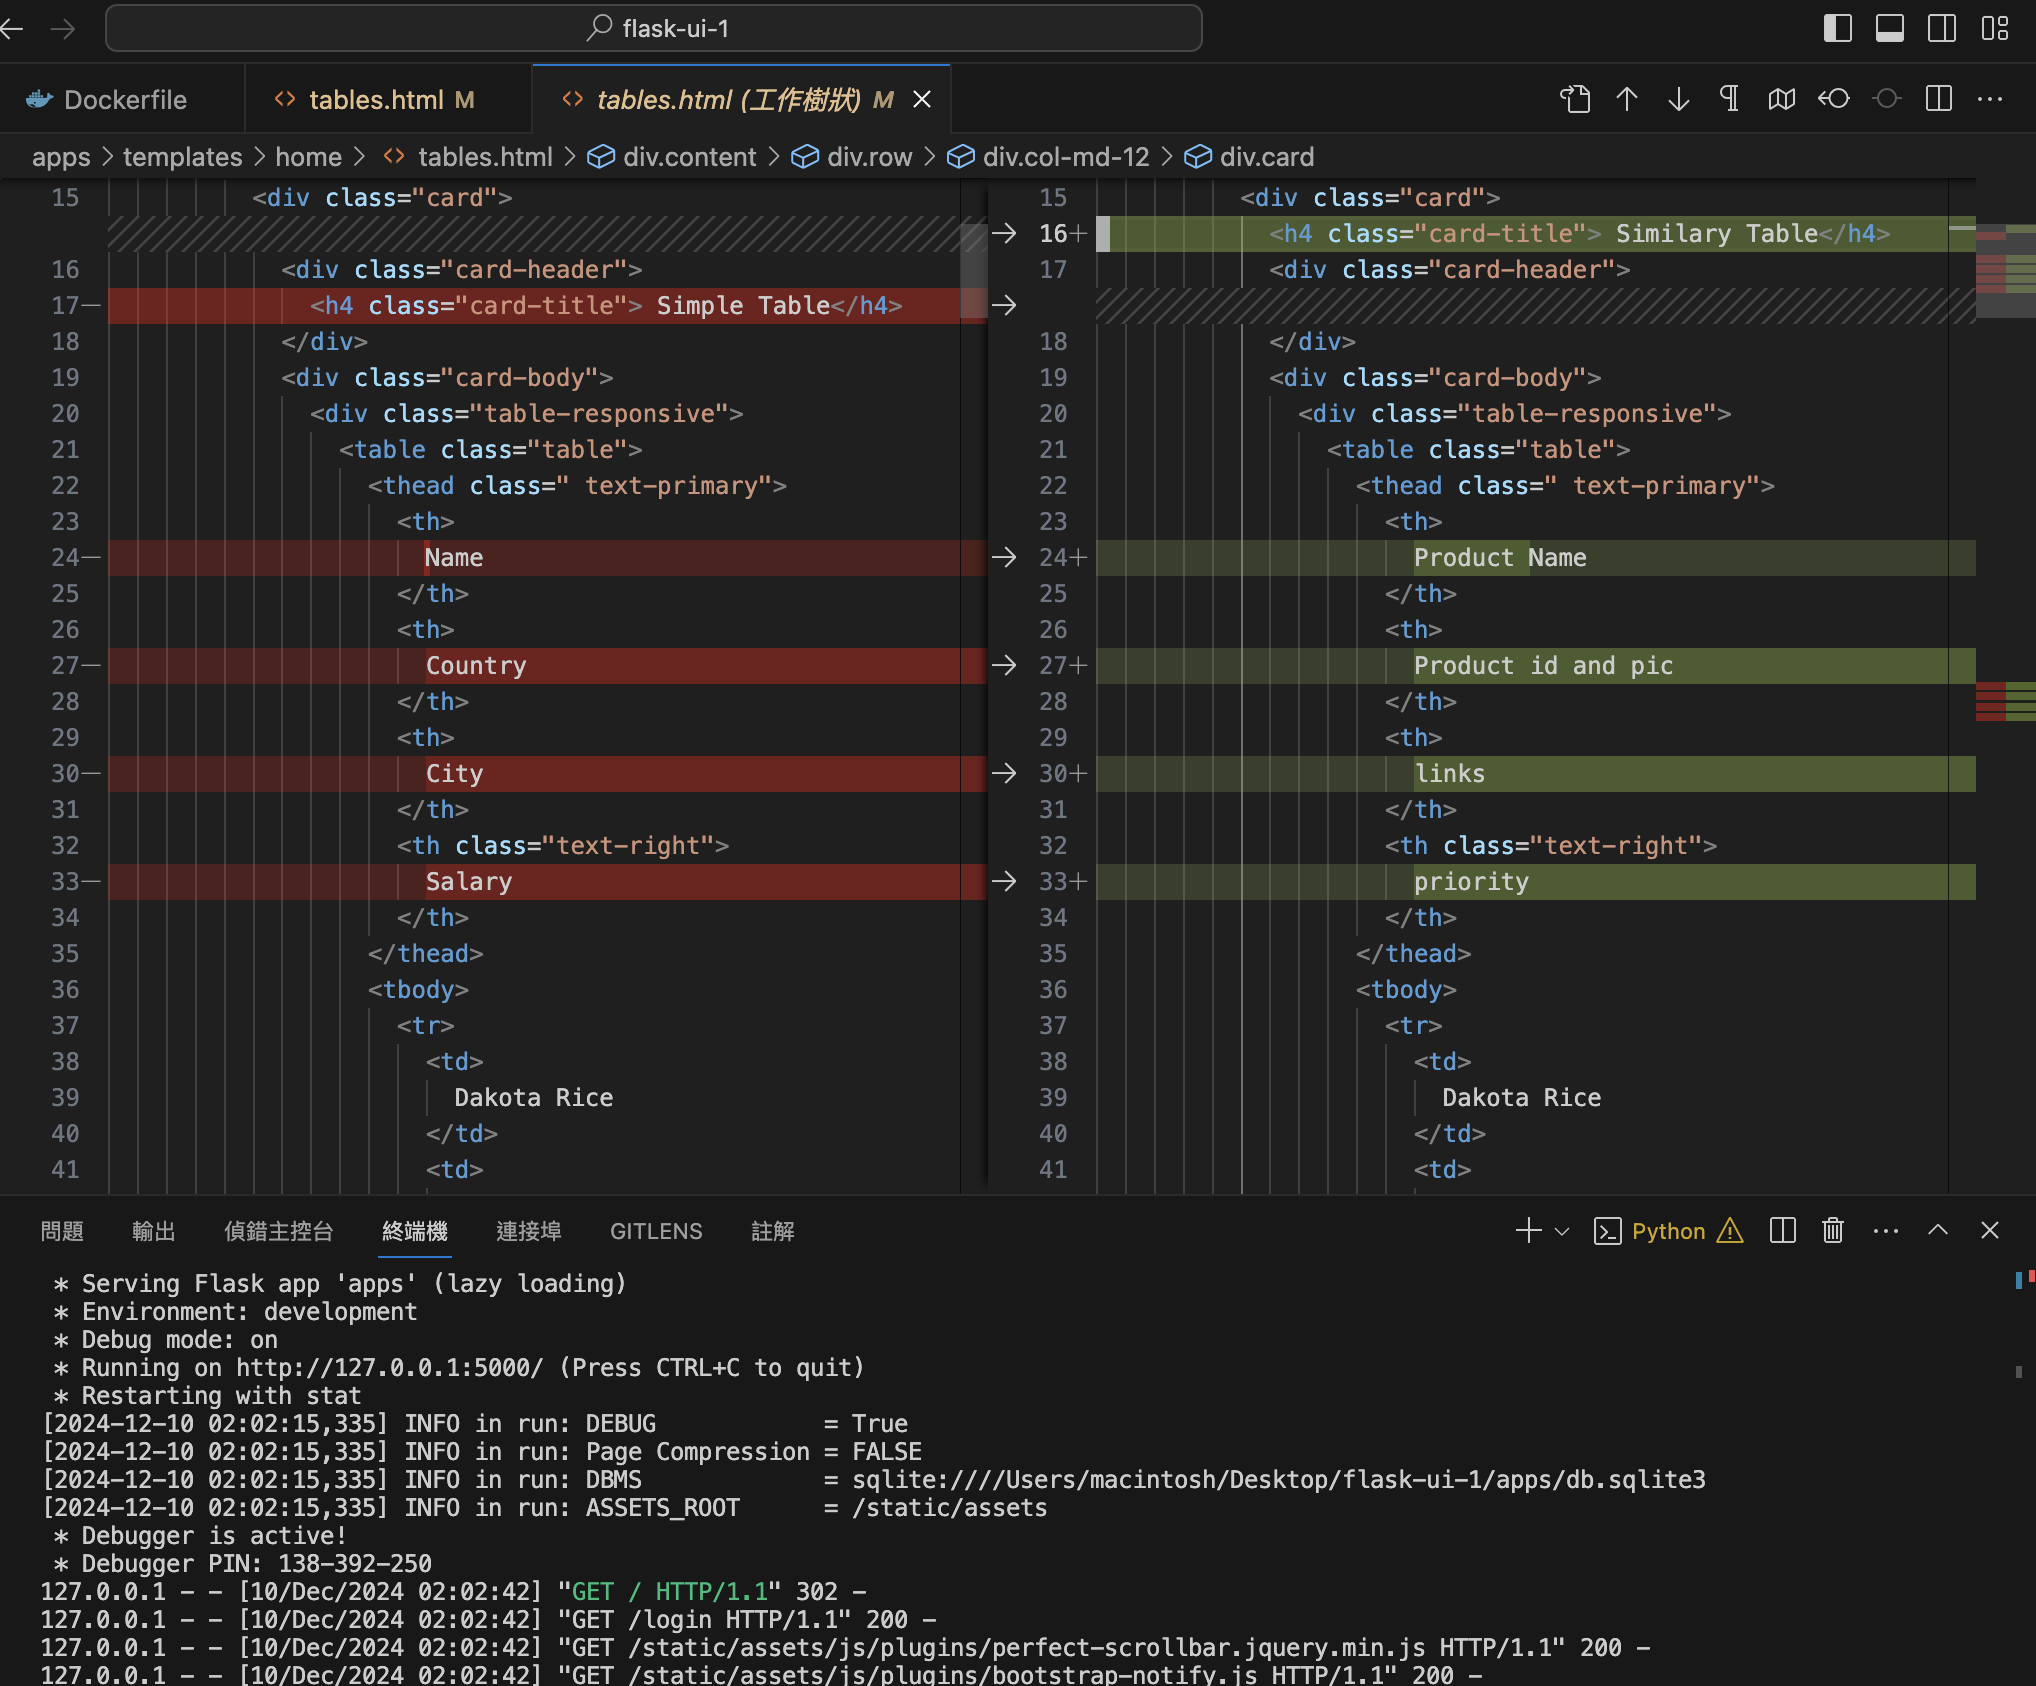 flask-ui-1
Dockerfile
tables.html M
tables.html (工作樹狀) M
apps > templates > home > <> tables.html > div.content > div.row > div.col-md-12 > div.card
15 <div class="card">
16 <div class="card-header">
17— <h4 class="card-title"> Simple Table</h4>
18 </div>
19 <div class="card-body">
20 <div class="table-responsive">
21 <table class="table">
22 <thead class=" text-primary">
23 <th>
24— Name
25 </th>
26 <th>
27— Country
28 </th>
29 <th>
30— City
31 </th>
32 <th class="text-right">
33— Salary
34 </th>
35 </thead>
36 <tbody>
37 <tr>
38 <td>
39 Dakota Rice
40 </td>
41 <td>
15 <div class="card">
16+ <h4 class="card-title"> Similary Table</h4>
17 <div class="card-header">
18 </div>
19 <div class="card-body">
20 <div class="table-responsive">
21 <table class="table">
22 <thead class=" text-primary">
23 <th>
24+ Product Name
25 </th>
26 <th>
27+ Product id and pic
28 </th>
29 <th>
30+ links
31 </th>
32 <th class="text-right">
33+ priority
34 </th>
35 </thead>
36 <tbody>
37 <tr>
38 <td>
39 Dakota Rice
40 </td>
41 <td>
問題 輸出 偵錯主控台 終端機 連接埠 GITLENS 註解 Python
* Serving Flask app 'apps' (lazy loading)
* Environment: development
* Debug mode: on
* Running on http://127.0.0.1:5000/ (Press CTRL+C to quit)
* Restarting with stat
[2024-12-10 02:02:15,335] INFO in run: DEBUG = True
[2024-12-10 02:02:15,335] INFO in run: Page Compression = FALSE
[2024-12-10 02:02:15,335] INFO in run: DBMS = sqlite:////Users/macintosh/Desktop/flask-ui-1/apps/db.sqlite3
[2024-12-10 02:02:15,335] INFO in run: ASSETS_ROOT = /static/assets
* Debugger is active!
* Debugger PIN: 138-392-250
127.0.0.1 - - [10/Dec/2024 02:02:42] "GET / HTTP/1.1" 302 -
127.0.0.1 - - [10/Dec/2024 02:02:42] "GET /login HTTP/1.1" 200 -
127.0.0.1 - - [10/Dec/2024 02:02:42] "GET /static/assets/js/plugins/perfect-scrollbar.jquery.min.js HTTP/1.1" 200 -
127.0.0.1 - - [10/Dec/2024 02:02:42] "GET /static/assets/js/plugins/bootstrap-notify.js HTTP/1.1" 200 -